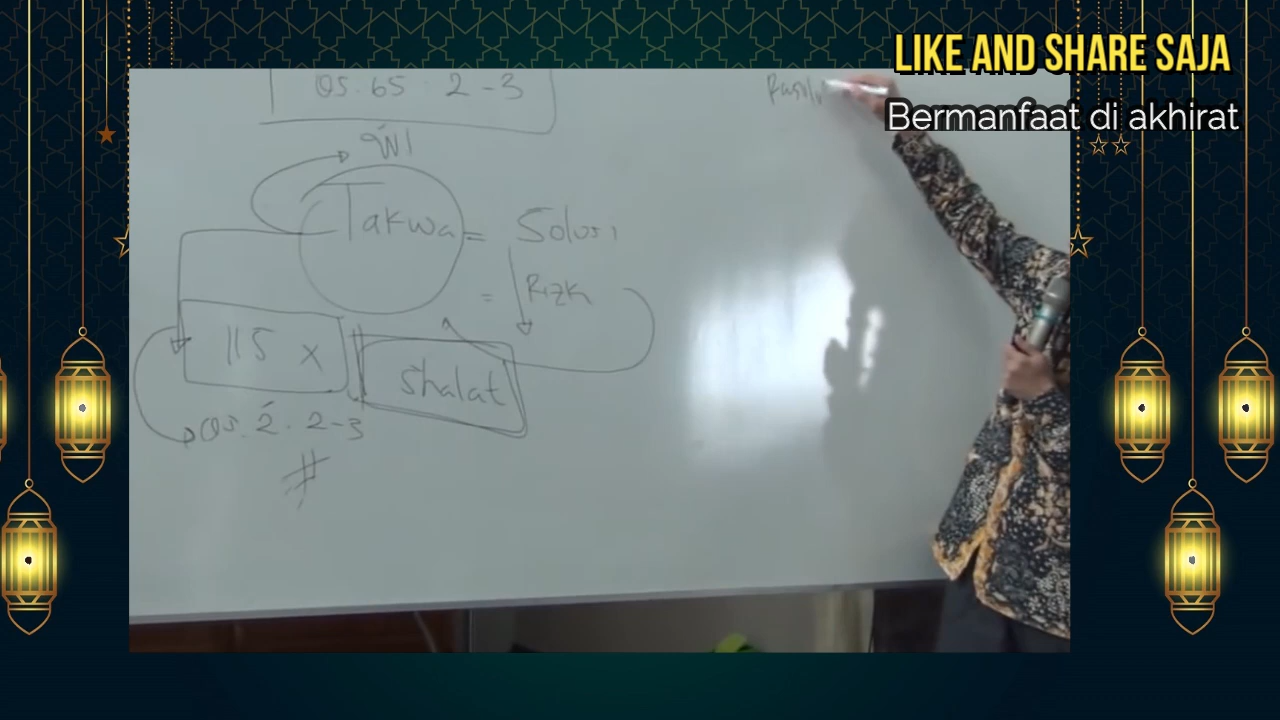 LIKE AND SHARE SAJA
Bermanfaat di akhirat
QS. 65 . 2-3
Takwa = Solusi
= Rizk
115 x
shalat
QS. 2 . 2-3
#